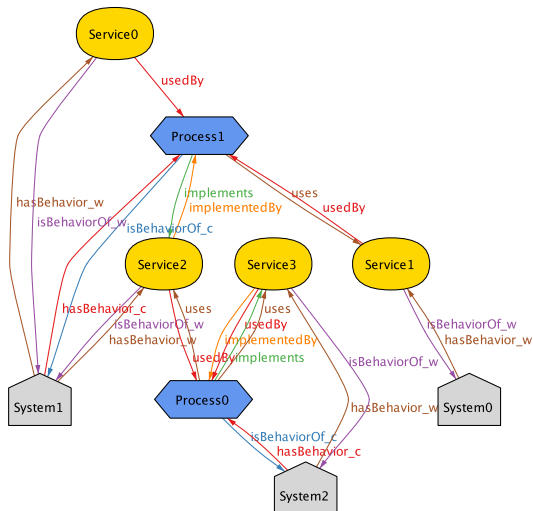 Service0
usedBy
Process1
hasBehavior_w
implements
uses
implementedBy
usedBy
isBehaviorOf_w
isBehaviorOf_c
Service2
Service3
Service1
hasBehavior_c
uses
uses
isBehaviorOf_w
usedBy
isBehaviorOf_w
hasBehavior_w
implementedBy
hasBehavior_w
usedBy
implements
isBehaviorOf_w
System1
Process0
hasBehavior_w
System0
isBehaviorOf_c
hasBehavior_c
System2